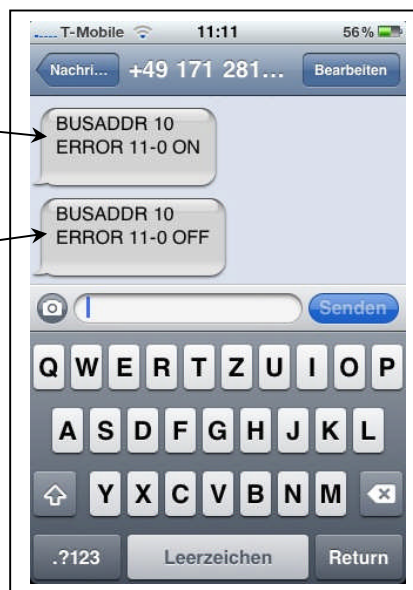 T-Mobile 11:11 56%
Nachri... +49 171 281... Bearbeiten
BUSADDR 10
ERROR 11-0 ON
BUSADDR 10
ERROR 11-0 OFF
Senden
Q W E R T Z U I O P
A S D F G H J K L
Y X C V B N M
.?123 Leerzeichen Return